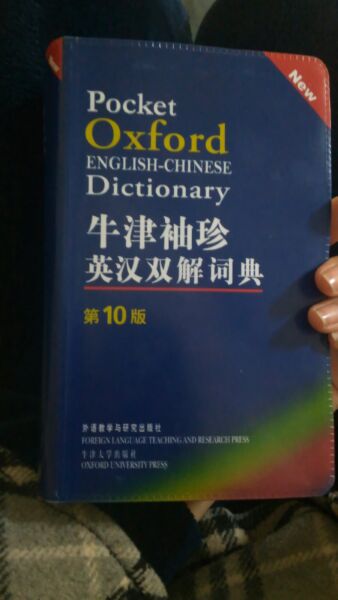 New
Pocket
Oxford
ENGLISH-CHINESE
Dictionary
牛津袖珍
英汉双解词典
第10版
外语教学与研究出版社
FOREIGN LANGUAGE TEACHING AND RESEARCH PRESS
牛津大学出版社
OXFORD UNIVERSITY PRESS